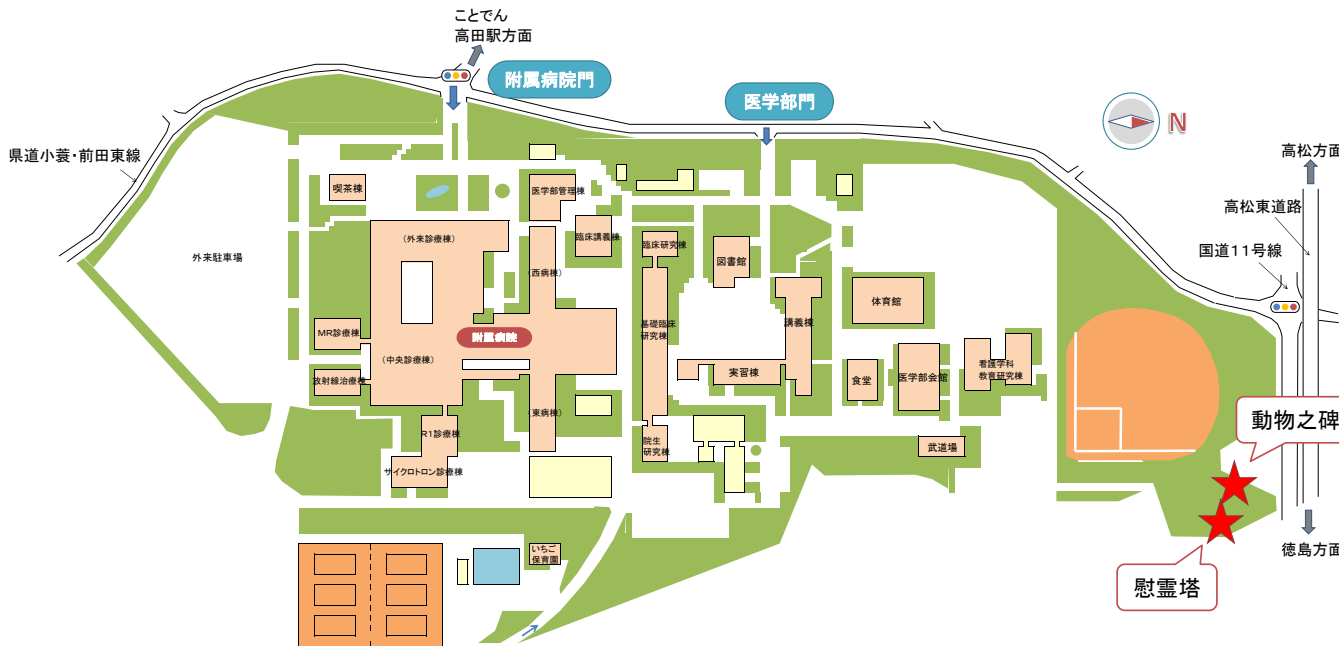 ことでん
高田駅方面
附属病院門
医学部門
N
県道小蓑・前田東線
高松方面
高松東道路
国道11号線
喫茶棟
医学部管理棟
外来駐車場
(外来診療棟)
臨床講義棟
臨床研究棟
図書館
(西病棟)
体育館
MR診療棟
附属病院
基礎臨床
研究棟
講義棟
(中央診療棟)
放射線治療棟
実習棟
食堂
医学部会館
看護学科
教育研究棟
(東病棟)
R1診療棟
サイクロトロン診療棟
院生
研究棟
武道場
動物之碑
いちご
保育園
徳島方面
慰霊塔